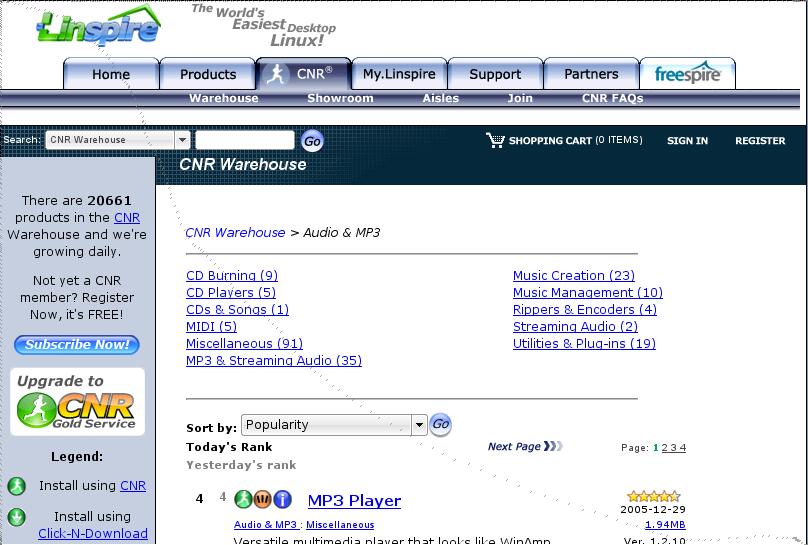 Linspire
The World's
Easiest Desktop
Linux!
Home Products CNR® My.Linspire Support Partners freespire
Warehouse Showroom Aisles Join CNR FAQs
Search: CNR Warehouse Go SHOPPING CART (0 ITEMS) SIGN IN REGISTER
CNR Warehouse
There are 20661
products in the CNR
Warehouse and we're
growing daily.
Not yet a CNR
member? Register
Now, it's FREE!
Subscribe Now!
Upgrade to
CNR
Gold Service
Legend:
Install using CNR
Install using
Click-N-Download
CNR Warehouse > Audio & MP3
CD Burning (9)
CD Players (5)
CDs & Songs (1)
MIDI (5)
Miscellaneous (91)
MP3 & Streaming Audio (35)
Music Creation (23)
Music Management (10)
Rippers & Encoders (4)
Streaming Audio (2)
Utilities & Plug-ins (19)
Sort by: Popularity Go
Today's Rank Next Page Page: 1 2 3 4
Yesterday's rank
4 4 MP3 Player
2005-12-29
Audio & MP3 : Miscellaneous 1.94MB
Versatile multimedia player that looks like WinAmp Ver. 1.2.10